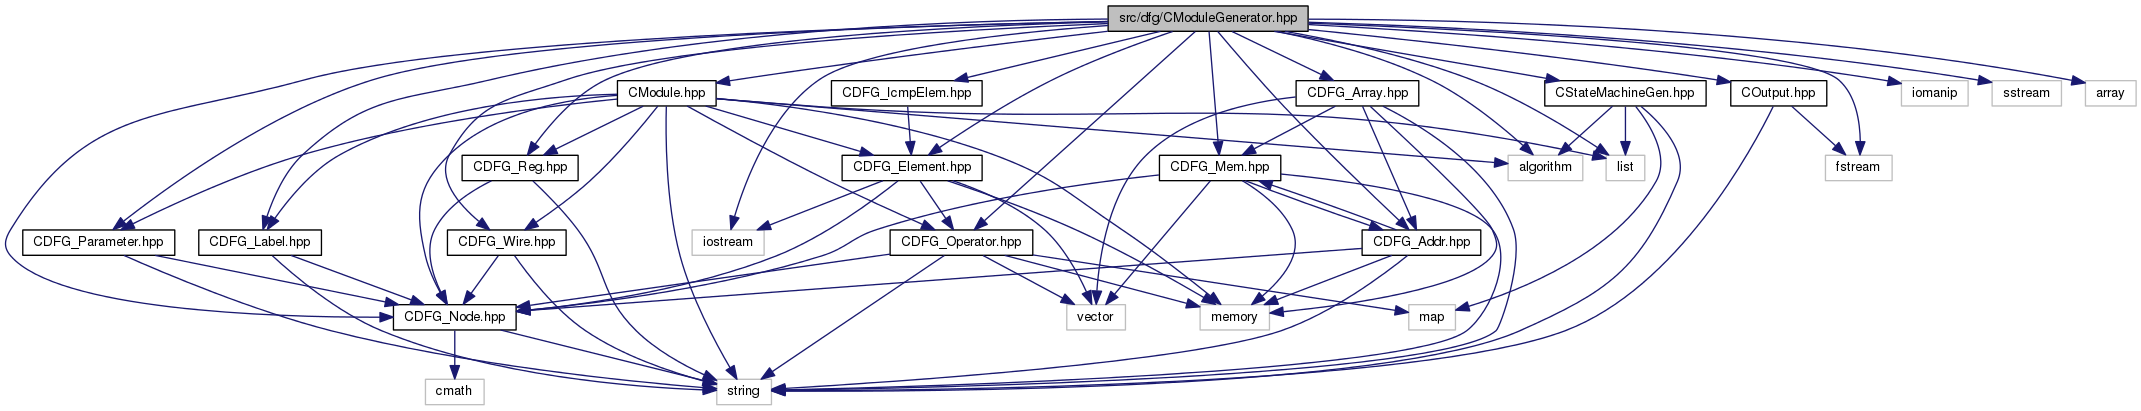 src/dfg/CModuleGenerator.hpp
CModule.hpp
CDFG_IcmpElem.hpp
CDFG_Array.hpp
CStateMachineGen.hpp
COutput.hpp
iomanip
sstream
array
CDFG_Reg.hpp
CDFG_Element.hpp
CDFG_Mem.hpp
algorithm
list
fstream
CDFG_Parameter.hpp
CDFG_Label.hpp
CDFG_Wire.hpp
iostream
CDFG_Operator.hpp
CDFG_Addr.hpp
CDFG_Node.hpp
vector
memory
map
cmath
string